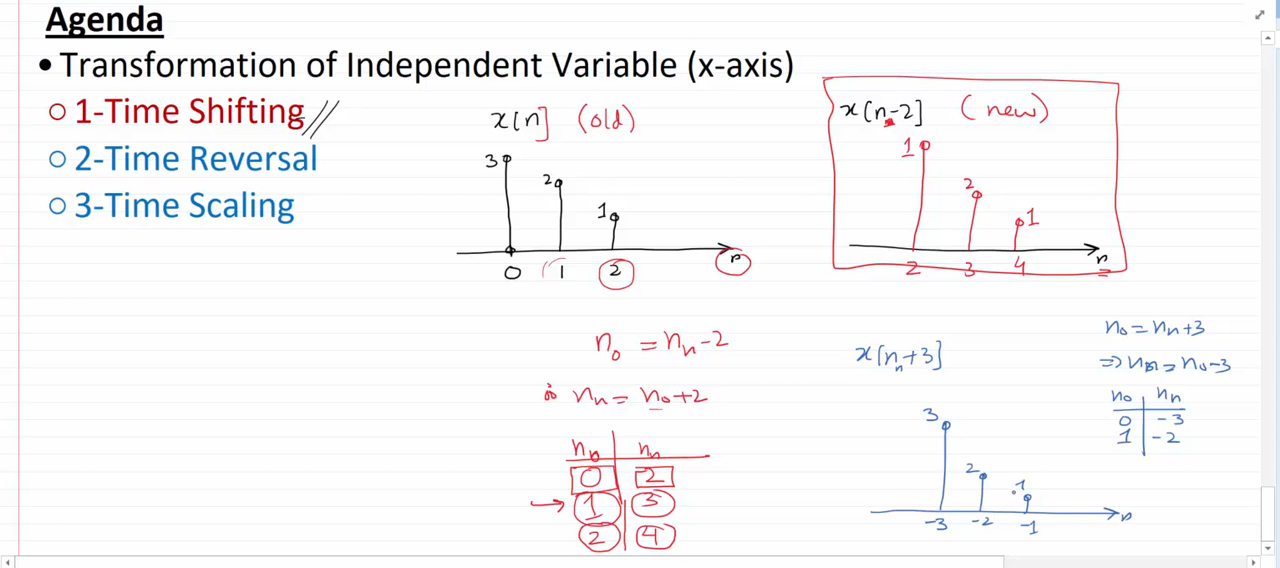 Agenda
• Transformation of Independent Variable (x-axis)
○ 1-Time Shifting
○ 2-Time Reversal
○ 3-Time Scaling
x[n] (old)
3
2
1
0 1 2 n
x[n-2] (new)
1
2
1
2 3 4 n
n₀ = nₙ-2
∴ nₙ = n₀+2
nₙ | nₙ
0 | 2
→ 1 | 3
2 | 4
x[nₙ+3]
3
2
1
-3 -2 -1 n
n₀ = nₙ+3
⇒ nₙ = n₀-3
n₀ | nₙ
0 | -3
1 | -2